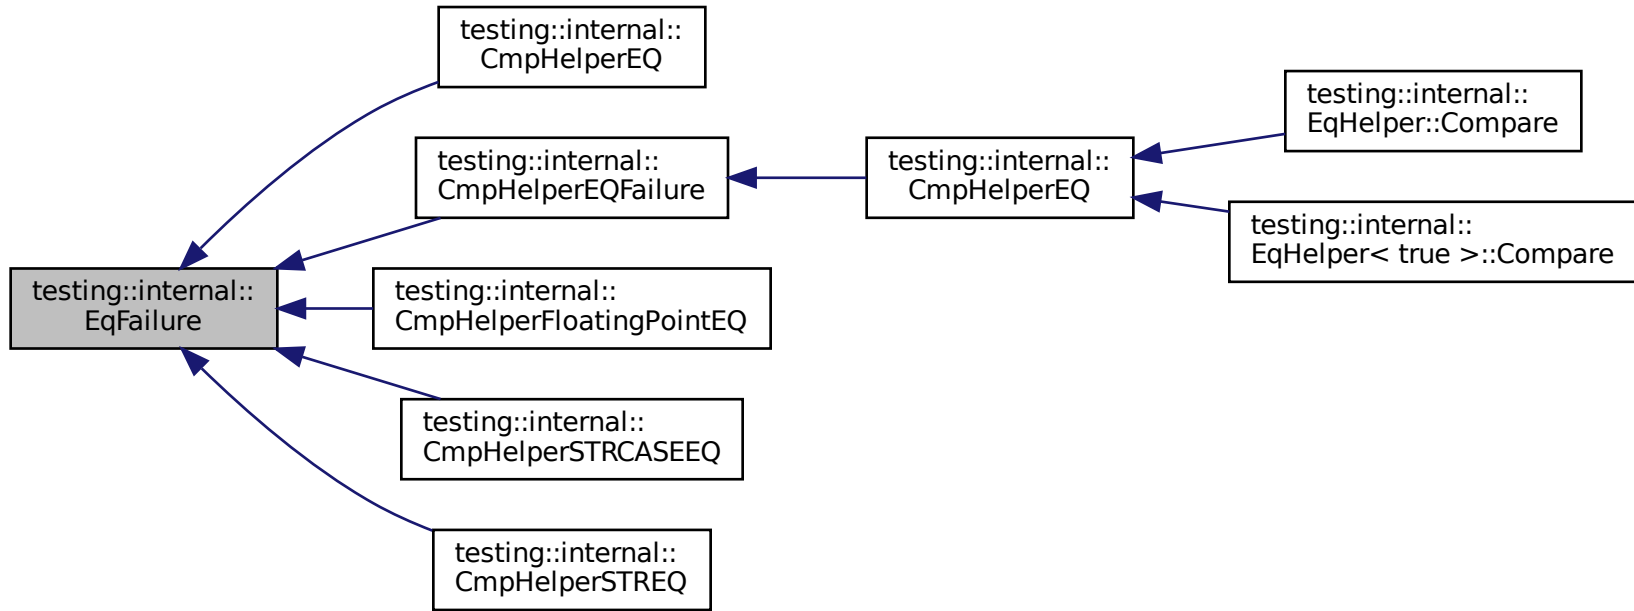 testing::internal::
CmpHelperEQ
testing::internal::
EqHelper::Compare
testing::internal::
CmpHelperEQFailure
testing::internal::
CmpHelperEQ
testing::internal::
EqHelper< true >::Compare
testing::internal::
EqFailure
testing::internal::
CmpHelperFloatingPointEQ
testing::internal::
CmpHelperSTRCASEEQ
testing::internal::
CmpHelperSTREQ